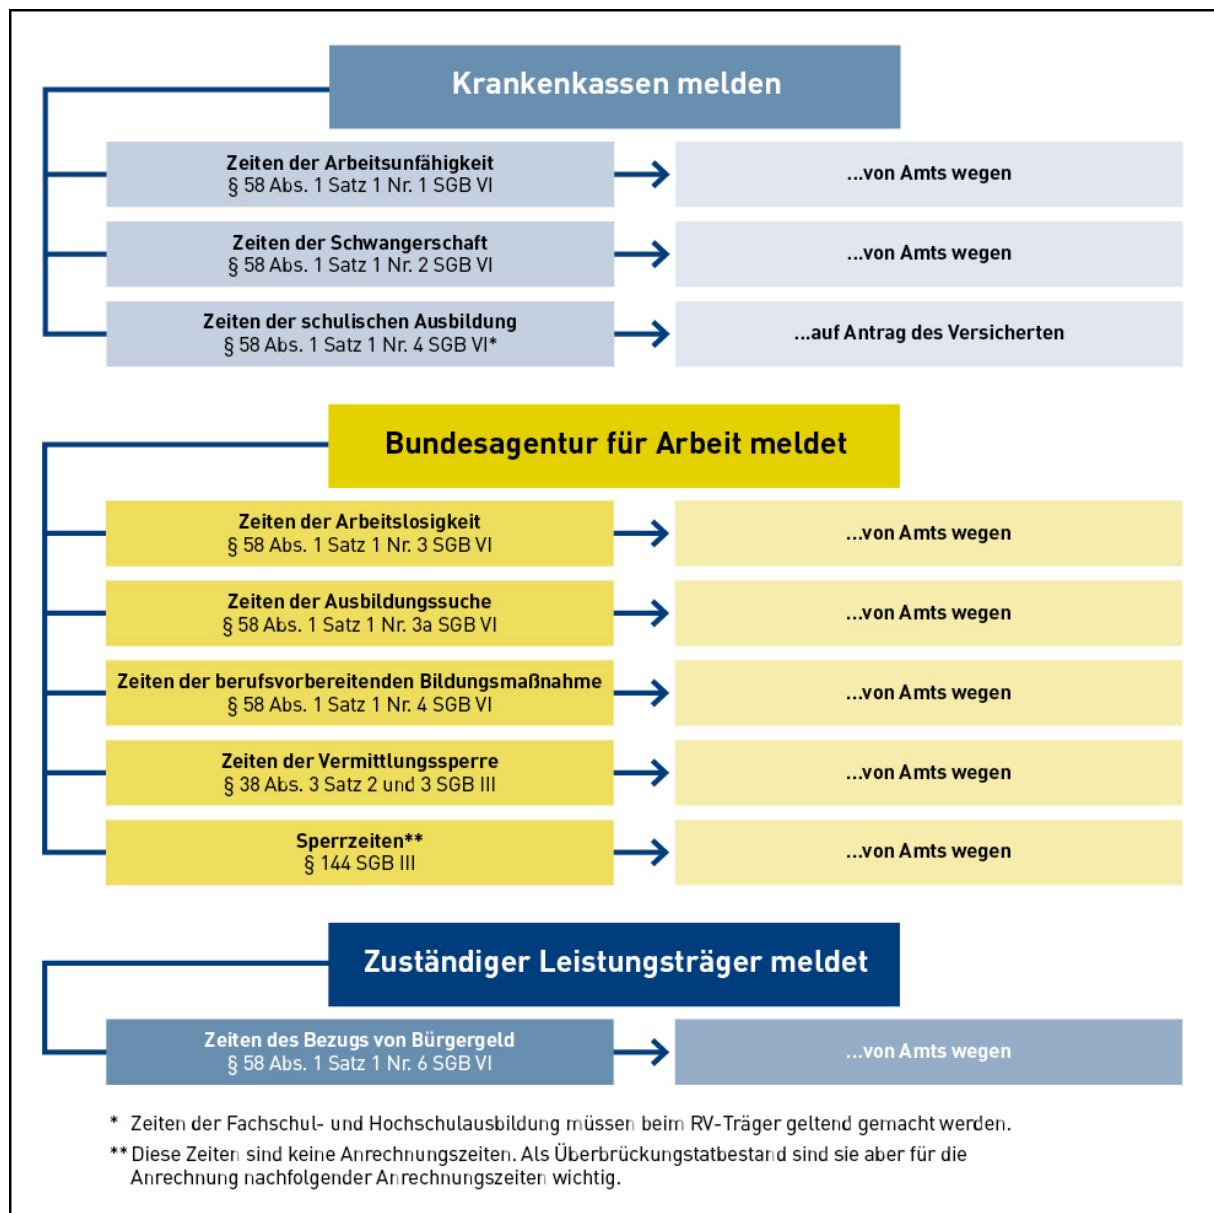 Krankenkassen melden
Zeiten der Arbeitsunfähigkeit
§ 58 Abs. 1 Satz 1 Nr. 1 SGB VI
...von Amts wegen
Zeiten der Schwangerschaft
§ 58 Abs. 1 Satz 1 Nr. 2 SGB VI
...von Amts wegen
Zeiten der schulischen Ausbildung
§ 58 Abs. 1 Satz 1 Nr. 4 SGB VI*
...auf Antrag des Versicherten
Bundesagentur für Arbeit meldet
Zeiten der Arbeitslosigkeit
§ 58 Abs. 1 Satz 1 Nr. 3 SGB VI
...von Amts wegen
Zeiten der Ausbildungssuche
§ 58 Abs. 1 Satz 1 Nr. 3a SGB VI
...von Amts wegen
Zeiten der berufsvorbereitenden Bildungsmaßnahme
§ 58 Abs. 1 Satz 1 Nr. 4 SGB VI
...von Amts wegen
Zeiten der Vermittlungssperre
§ 38 Abs. 3 Satz 2 und 3 SGB III
...von Amts wegen
Sperrzeiten**
§ 144 SGB III
...von Amts wegen
Zuständiger Leistungsträger meldet
Zeiten des Bezugs von Bürgergeld
§ 58 Abs. 1 Satz 1 Nr. 6 SGB VI
...von Amts wegen
* Zeiten der Fachschul- und Hochschulausbildung müssen beim RV-Träger geltend gemacht werden.
** Diese Zeiten sind keine Anrechnungszeiten. Als Überbrückungstatbestand sind sie aber für die
Anrechnung nachfolgender Anrechnungszeiten wichtig.